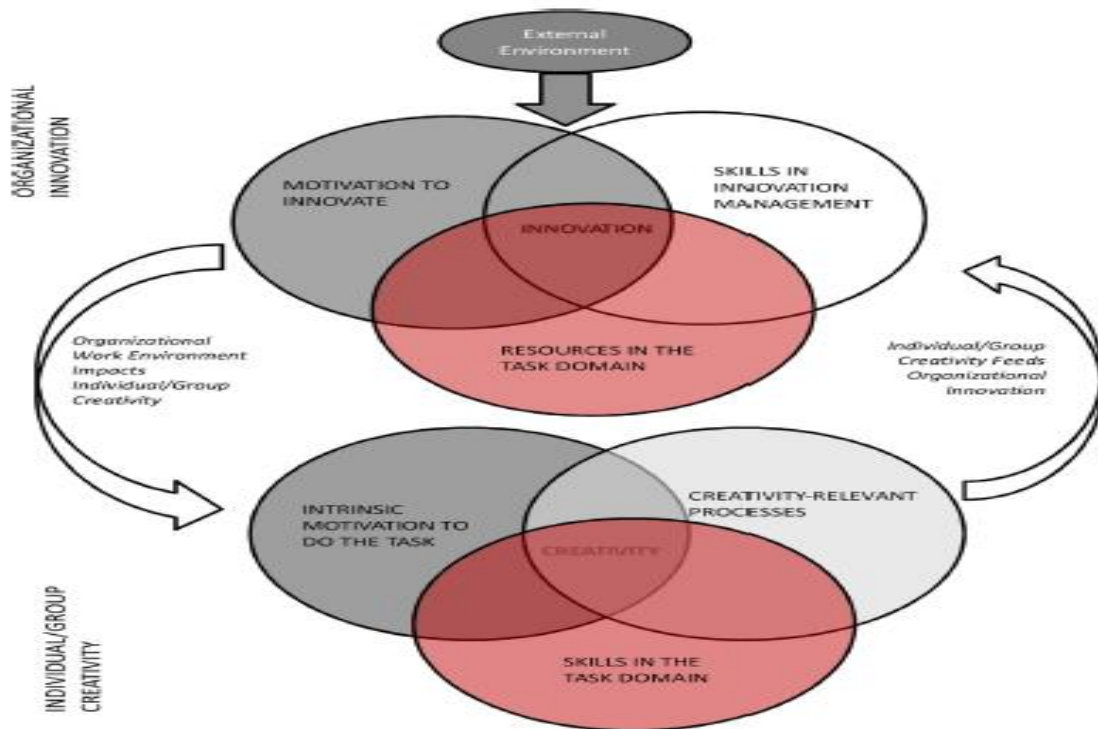 External
Environment
ORGANIZATIONAL
INNOVATION
MOTIVATION TO
INNOVATE
SKILLS IN
INNOVATION
MANAGEMENT
INNOVATION
RESOURCES IN THE
TASK DOMAIN
Organizational
Work Environment
Impacts
Individual/Group
Creativity
Individual/Group
Creativity Feeds
Organizational
Innovation
INTRINSIC
MOTIVATION TO
DO THE TASK
CREATIVITY-RELEVANT
PROCESSES
CREATIVITY
SKILLS IN THE
TASK DOMAIN
INDIVIDUAL/GROUP
CREATIVITY